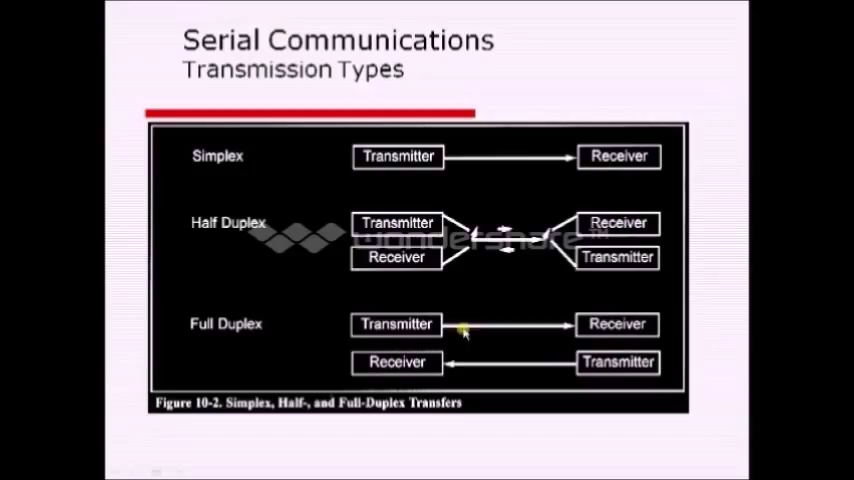 Serial Communications
Transmission Types
Simplex Transmitter Receiver
Half Duplex Transmitter Receiver
Receiver Transmitter
wondershare™
Full Duplex Transmitter Receiver
Receiver Transmitter
Figure 10-2. Simplex, Half-, and Full-Duplex Transfers